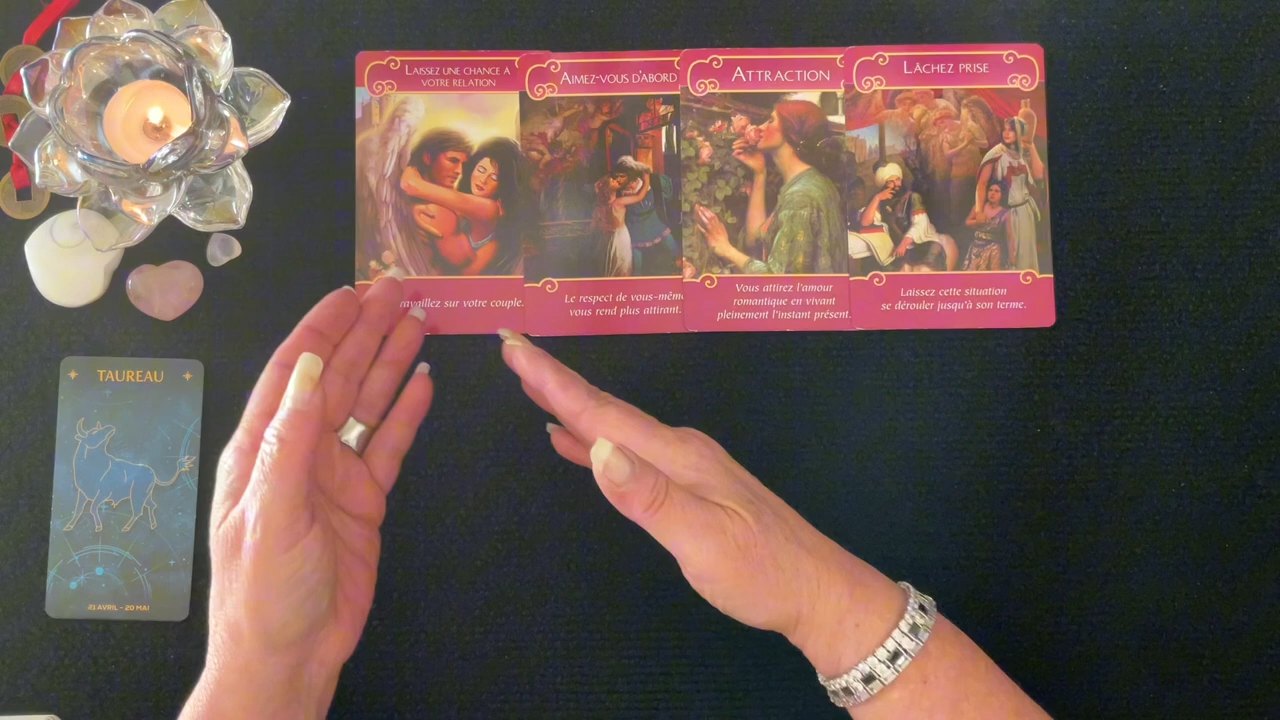 LAISSEZ UNE CHANCE À
VOTRE RELATION
AIMEZ-VOUS D'ABORD
ATTRACTION
LÂCHEZ PRISE
sur votre couple.
Le respect de vous-même
vous rend plus attirant.
Vous attirez l'amour
romantique en vivant
pleinement l'instant présent.
Laissez cette situation
se dérouler jusqu'à son terme.
TAUREAU
21 AVRIL - 20 MAI